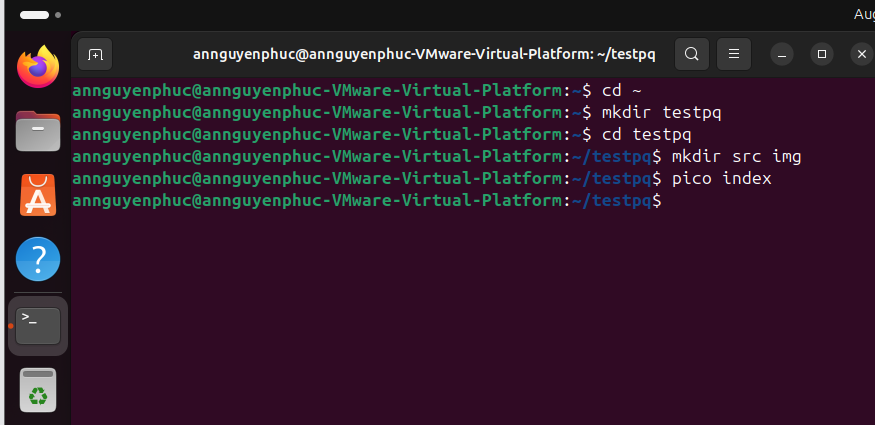 Aug
annguyenphuc@annguyenphuc-VMware-Virtual-Platform: ~/testpq
annguyenphuc@annguyenphuc-VMware-Virtual-Platform:~$ cd ~
annguyenphuc@annguyenphuc-VMware-Virtual-Platform:~$ mkdir testpq
annguyenphuc@annguyenphuc-VMware-Virtual-Platform:~$ cd testpq
annguyenphuc@annguyenphuc-VMware-Virtual-Platform:~/testpq$ mkdir src img
annguyenphuc@annguyenphuc-VMware-Virtual-Platform:~/testpq$ pico index
annguyenphuc@annguyenphuc-VMware-Virtual-Platform:~/testpq$